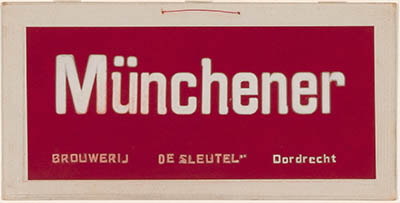 Münchener
BROUWERIJ DE SLEUTEL" Dordrecht